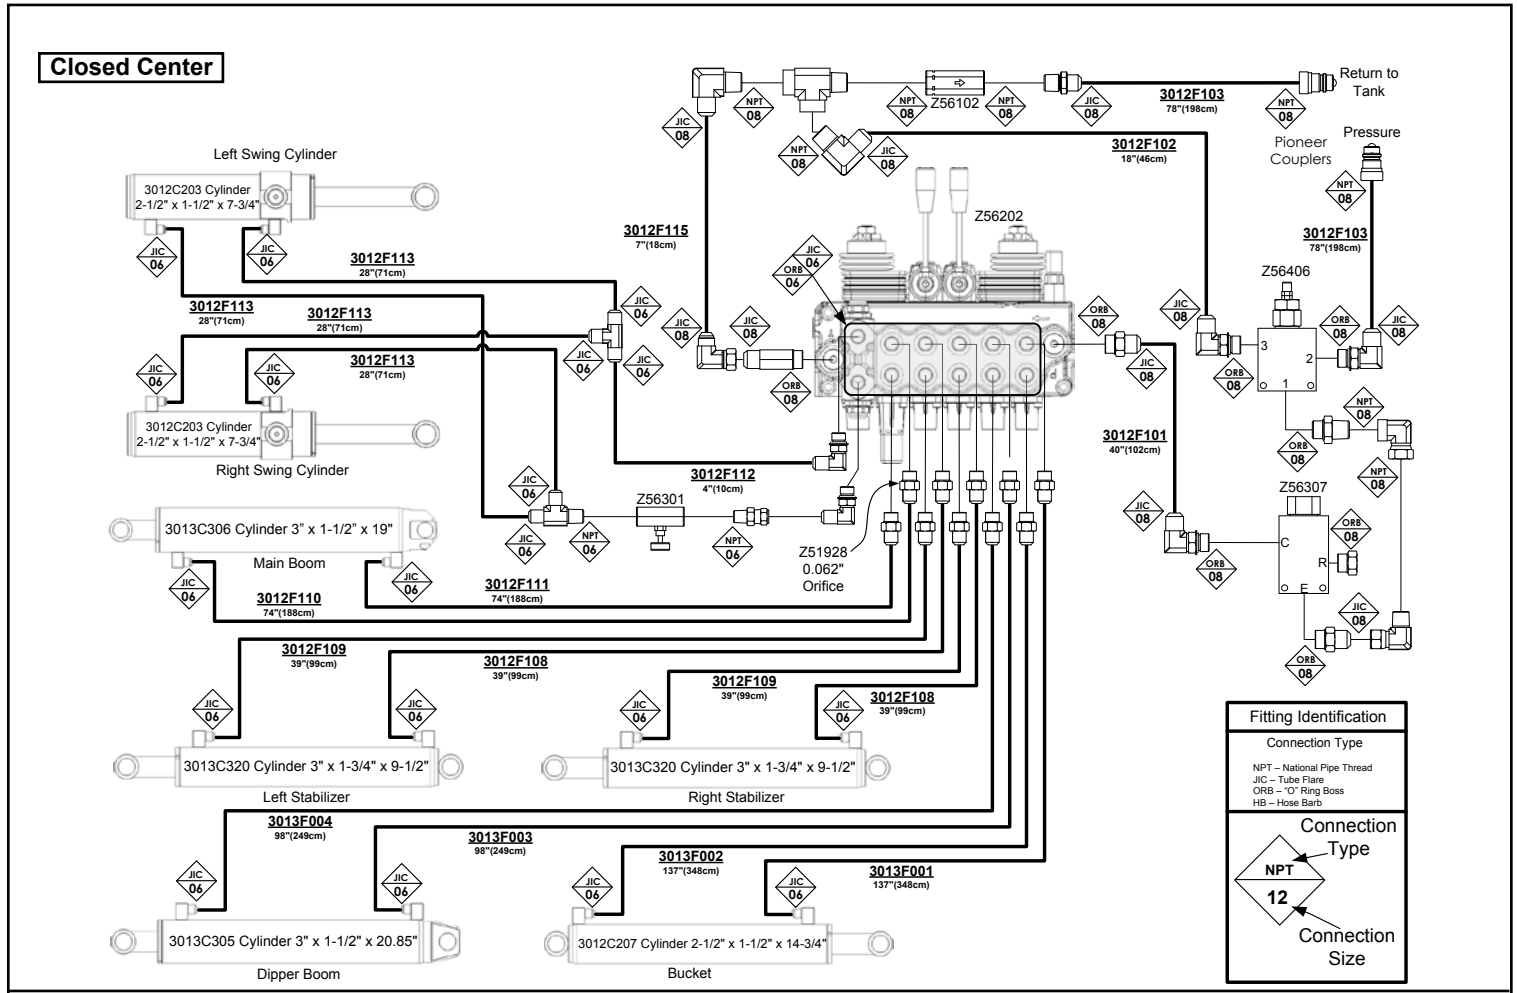 Closed Center
Return to
Tank
Z56102
3012F103
78"(198cm)
NPT
08
NPT
08
NPT
08
JIC
08
NPT
08
JIC
08
NPT
08
JIC
08
Pioneer
Couplers
Pressure
3012F102
18"(46cm)
NPT
08
3012F103
78"(198cm)
Left Swing Cylinder
3012C203 Cylinder
2-1/2" x 1-1/2" x 7-3/4"
JIC
06
JIC
06
3012F113
28"(71cm)
3012F113
28"(71cm)
3012F113
28"(71cm)
3012F113
28"(71cm)
JIC
06
JIC
06
JIC
06
JIC
06
JIC
06
3012C203 Cylinder
2-1/2" x 1-1/2" x 7-3/4"
Right Swing Cylinder
3012F115
7"(18cm)
Z56202
JIC
06
ORB
06
JIC
08
JIC
08
ORB
08
ORB
08
JIC
08
JIC
08
Z56406
ORB
08
JIC
08
3
2
1
ORB
08
NPT
08
ORB
08
NPT
08
3012F101
40"(102cm)
3012F112
4"(10cm)
JIC
06
Z56301
JIC
06
NPT
06
NPT
06
Z51928
0.062"
Orifice
Z56307
JIC
08
ORB
08
ORB
08
C
R
E
JIC
08
ORB
08
3013C306 Cylinder 3” x 1-1/2” x 19"
Main Boom
JIC
06
JIC
06
3012F110
74"(188cm)
3012F111
74"(188cm)
3012F109
39"(99cm)
3012F108
39"(99cm)
3012F109
39"(99cm)
3012F108
39"(99cm)
JIC
06
JIC
06
JIC
06
JIC
06
3013C320 Cylinder 3" x 1-3/4" x 9-1/2"
Left Stabilizer
3013C320 Cylinder 3" x 1-3/4" x 9-1/2"
Right Stabilizer
3013F004
98"(249cm)
3013F003
98"(249cm)
3013F002
137"(348cm)
3013F001
137"(348cm)
JIC
06
JIC
06
JIC
06
JIC
06
3013C305 Cylinder 3" x 1-1/2" x 20.85"
Dipper Boom
3012C207 Cylinder 2-1/2" x 1-1/2" x 14-3/4"
Bucket
Fitting Identification
Connection Type
NPT – National Pipe Thread
JIC – Tube Flare
ORB – “O” Ring Boss
HB – Hose Barb
Connection
Type
NPT
12
Connection
Size